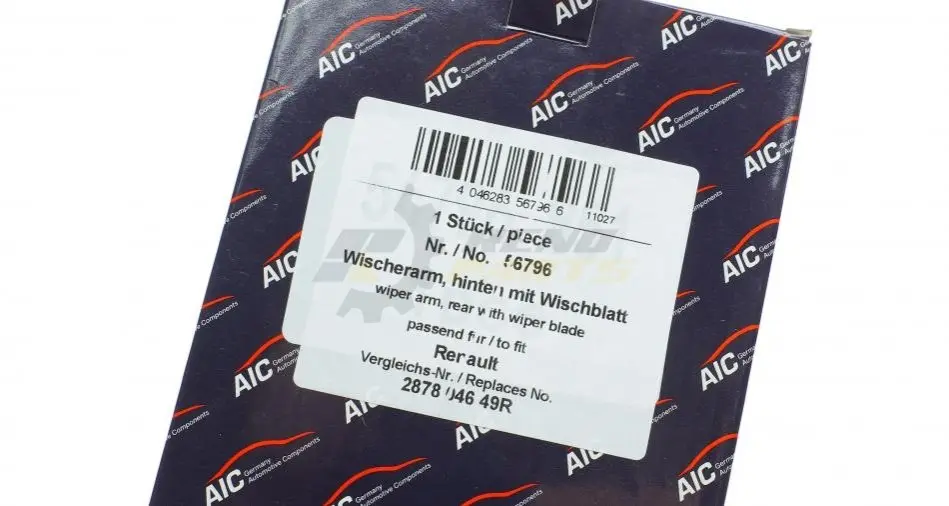 AIC Germany Automotive Components
4 046283 56796 6
11027
1 Stück / piece
Nr. / No. 56796
Wischerarm, hinten mit Wischblatt
wiper arm, rear with wiper blade
passend für / to fit
Renault
Vergleichs-Nr. / Replaces No.
2878 046 49R